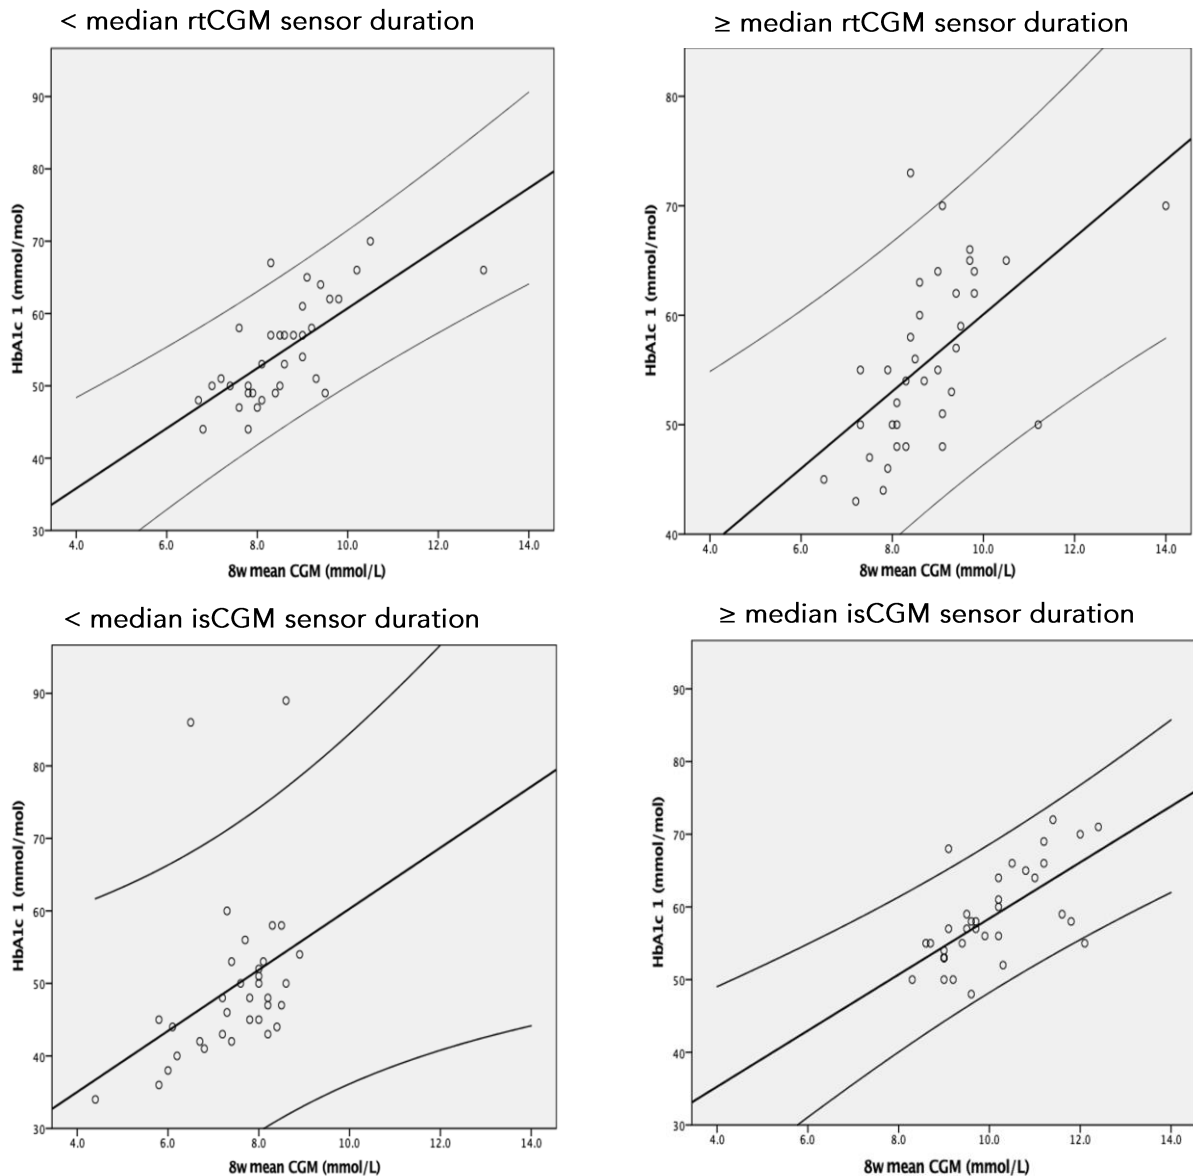 < median rtCGM sensor duration
≥ median rtCGM sensor duration
HbA1c 1 (mmol/mol)
90
80
70
60
50
40
30
4.0 6.0 8.0 10.0 12.0 14.0
8w mean CGM (mmol/L)
HbA1c 1 (mmol/mol)
80
70
60
50
40
4.0 6.0 8.0 10.0 12.0 14.0
8w mean CGM (mmol/L)
< median isCGM sensor duration
≥ median isCGM sensor duration
HbA1c 1 (mmol/mol)
90
80
70
60
50
40
30
4.0 6.0 8.0 10.0 12.0 14.0
8w mean CGM (mmol/L)
HbA1c 1 (mmol/mol)
90
80
70
60
50
40
30
4.0 6.0 8.0 10.0 12.0 14.0
8w mean CGM (mmol/L)